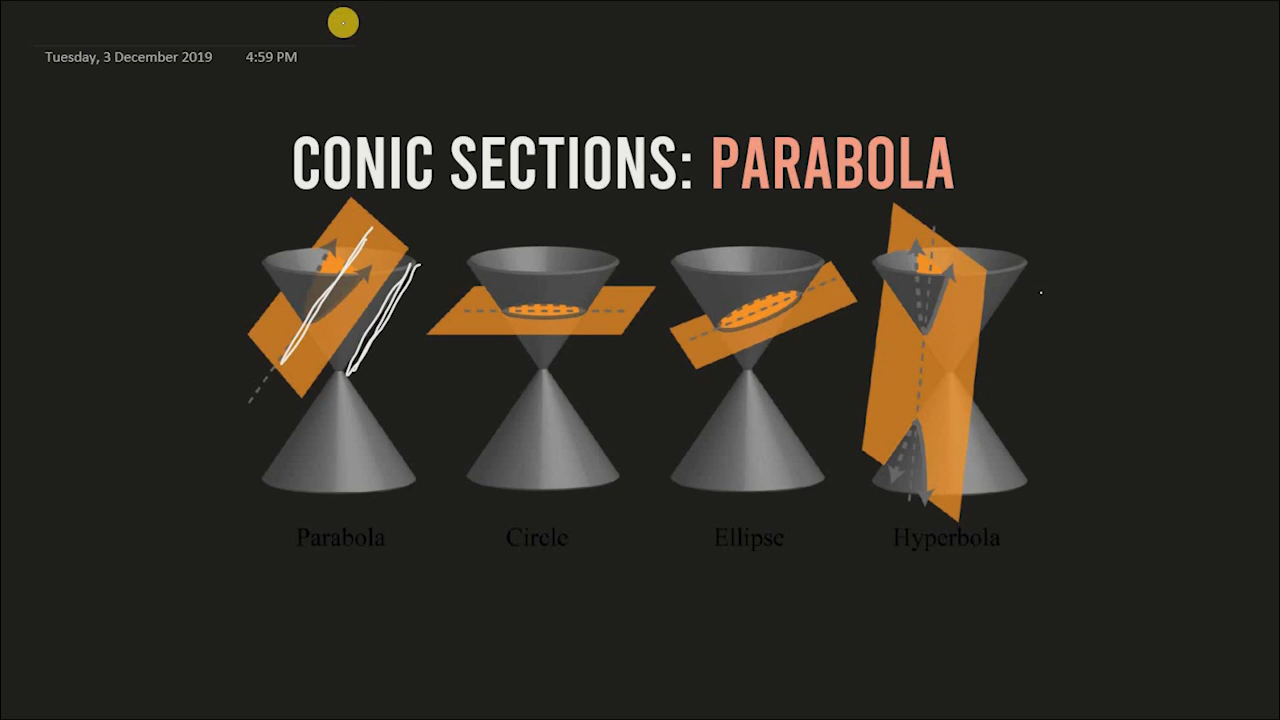 Tuesday, 3 December 2019 4:59 PM
CONIC SECTIONS: PARABOLA
Parabola Circle Ellipse Hyperbola